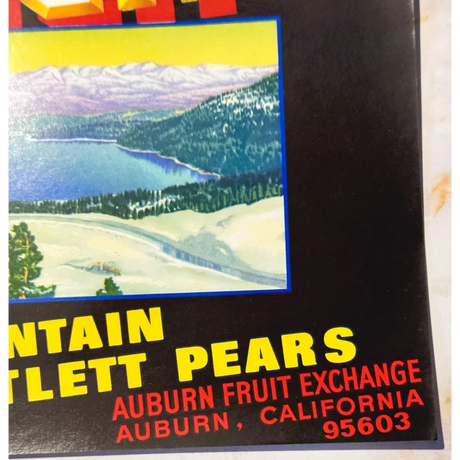 NTAIN
TLETT PEARS
AUBURN FRUIT EXCHANGE
AUBURN, CALIFORNIA
95603